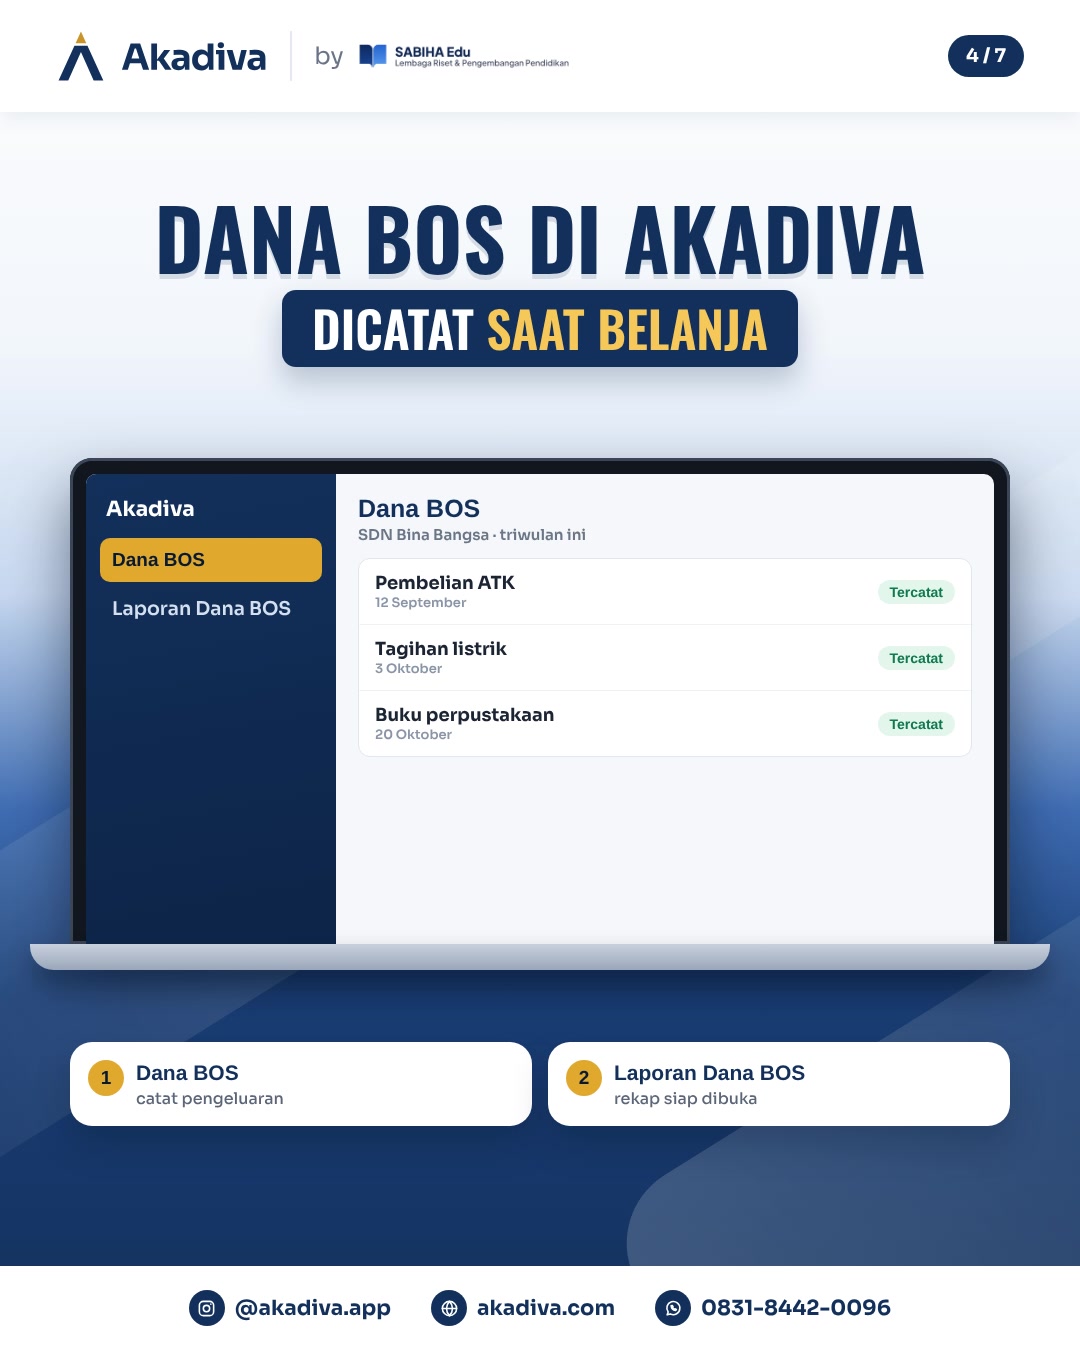 Akadiva
by
SABIHA Edu
Lembaga Riset & Pengembangan Pendidikan
4 / 7
DANA BOS DI AKADIVA
DICATAT SAAT BELANJA
Akadiva
Dana BOS
Laporan Dana BOS
Dana BOS
SDN Bina Bangsa · triwulan ini
Pembelian ATK
12 September
Tercatat
Tagihan listrik
3 Oktober
Tercatat
Buku perpustakaan
20 Oktober
Tercatat
1
Dana BOS
catat pengeluaran
2
Laporan Dana BOS
rekap siap dibuka
@akadiva.app
akadiva.com
0831-8442-0096